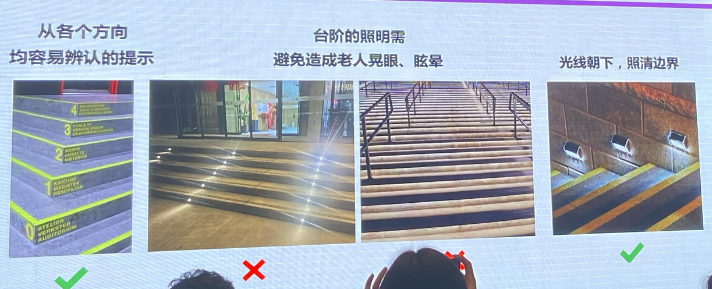 从各个方向
均容易辨认的提示
台阶的照明需
避免造成老人晃眼、眩晕
光线朝下，照清边界
4
3
2
1
0
ATELIER
VERNISTED
AUDITORIUM